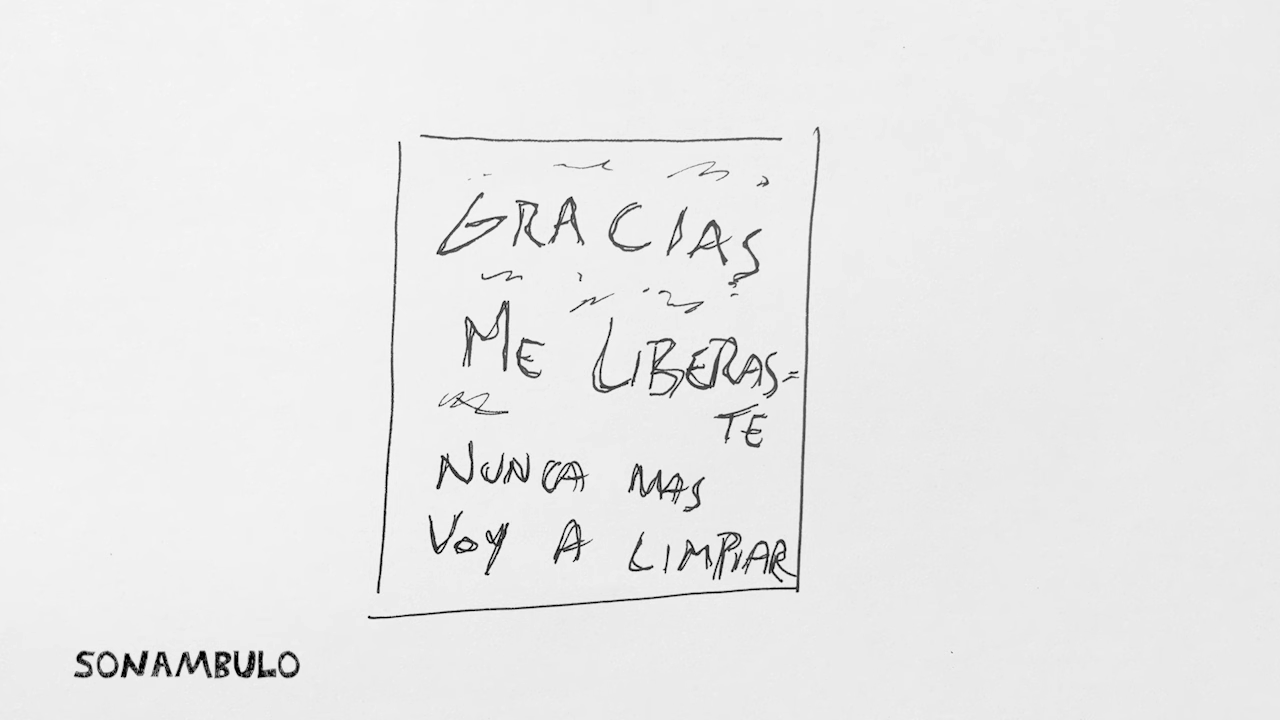 GRACIAS
ME LIBERAS-
TE
NUNCA MAS
VOY A LIMPIAR
SONAMBULO